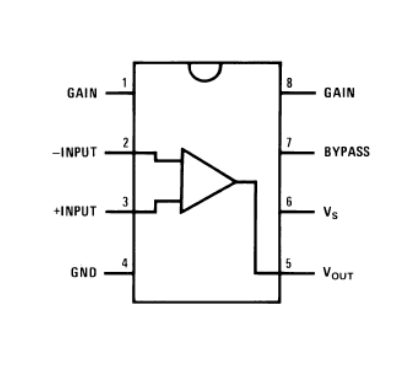 GAIN 1 8 GAIN
–INPUT 2 7 BYPASS
+INPUT 3 6 VS
GND 4 5 VOUT